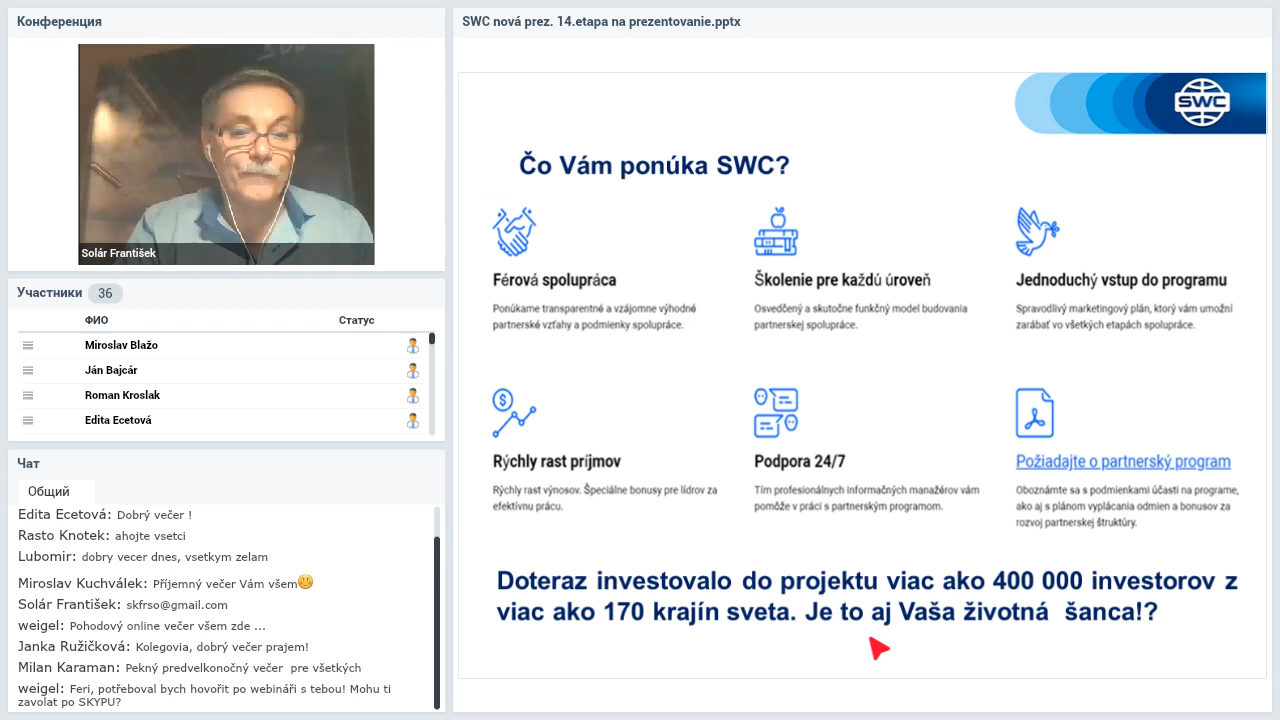 Конференция
Solár František
Участники 36
ФИО Статус
Miroslav Blažo
Ján Bajcár
Roman Kroslak
Edita Ecetová
Чат
Общий
Edita Ecetová: Dobrý večer !
Rasto Knotek: ahojte vsetci
Lubomir: dobry vecer dnes, vsetkym zelam
Miroslav Kuchválek: Příjemný večer Vám všem
Solár František: skfrso@gmail.com
weigel: Pohodový online večer všem zde ...
Janka Ružičková: Kolegovia, dobrý večer prajem!
Milan Karaman: Pekný predvelkonočný večer pre všetkých
weigel: Feri, potřeboval bych hovořit po webináři s tebou! Mohu ti
zavolat po SKYPU?
SWC nová prez. 14.etapa na prezentovanie.pptx
SWC
Čo Vám ponúka SWC?
Férová spolupráca
Ponúkame transparentné a vzájomne výhodné
partnerské vzťahy a podmienky spolupráce.
Školenie pre každú úroveň
Osvedčený a skutočne funkčný model budovania
partnerskej spolupráce.
Jednoduchý vstup do programu
Spravodlivý marketingový plán, ktorý vám umožní
zarábať vo všetkých etapách spolupráce.
Rýchly rast príjmov
Rýchly rast výnosov. Špeciálne bonusy pre lídrov za
efektívnu prácu.
Podpora 24/7
Tím profesionálnych informačných manažérov vám
pomôže v práci s partnerským programom.
Požiadajte o partnerský program
Oboznámte sa s podmienkami účasti na programe,
ako aj s plánom vyplácania odmien a bonusov za
rozvoj partnerskej štruktúry.
Doteraz investovalo do projektu viac ako 400 000 investorov z
viac ako 170 krajín sveta. Je to aj Vaša životná šanca!?